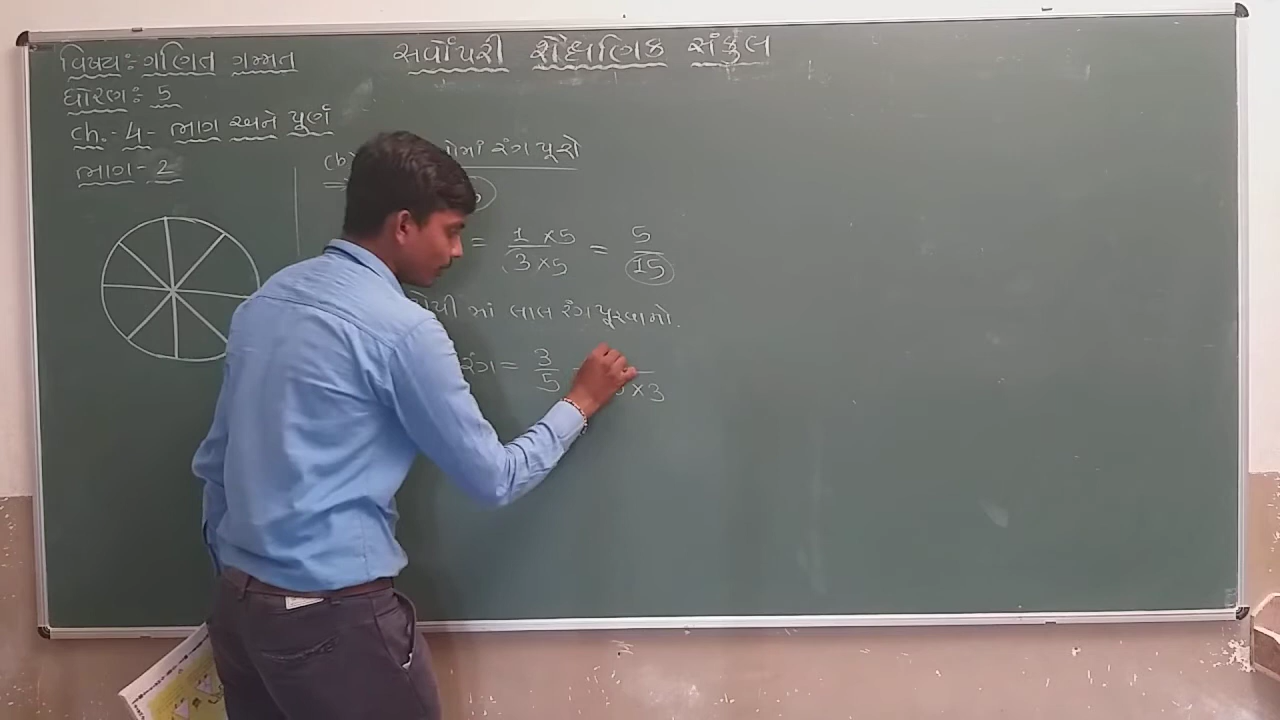 સર્વોપરી શૈક્ષણિક સંકુલ
વિષય:- ગણિત ગમ્મત
ધોરણ:- 5
ch.- 4 - ભાગ અને પૂર્ણ
ભાગ - 2
(b) માં રંગ પૂરો
⇒
= 1 ×5 / 3 ×5 = 5 / 15
માં લાલ રંગ પૂરવાનો.
રંગ = 3 / 5
× 3